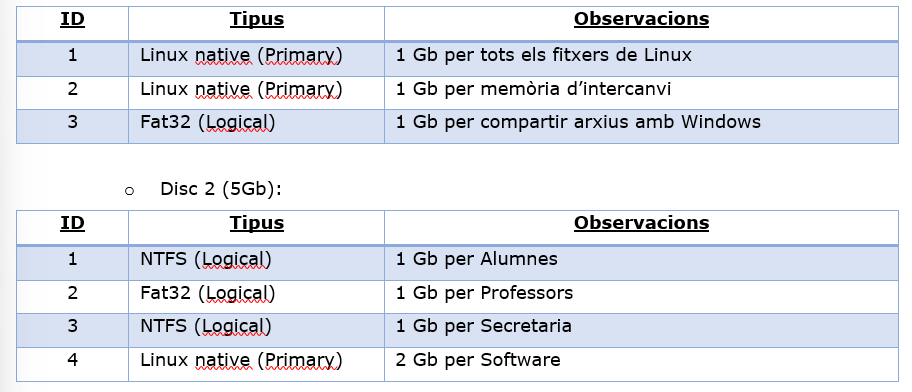 ID Tipus Observacions
1 Linux native (Primary) 1 Gb per tots els fitxers de Linux
2 Linux native (Primary) 1 Gb per memòria d’intercanvi
3 Fat32 (Logical) 1 Gb per compartir arxius amb Windows
o Disc 2 (5Gb):
ID Tipus Observacions
1 NTFS (Logical) 1 Gb per Alumnes
2 Fat32 (Logical) 1 Gb per Professors
3 NTFS (Logical) 1 Gb per Secretaria
4 Linux native (Primary) 2 Gb per Software